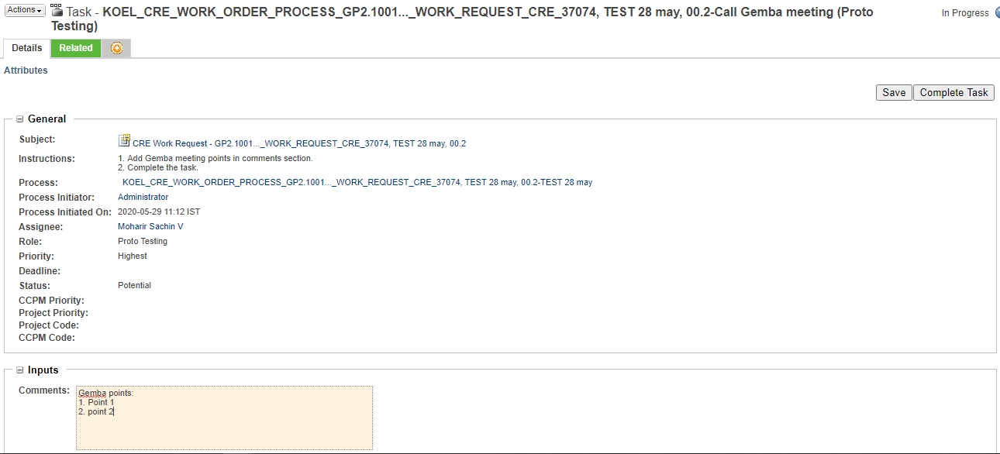 Actions
Task - KOEL_CRE_WORK_ORDER_PROCESS_GP2.1001..._WORK_REQUEST_CRE_37074, TEST 28 may, 00.2-Call Gemba meeting (Proto
Testing)
In Progress
Details Related
Attributes
Save Complete Task
General
Subject: CRE Work Request - GP2.1001..._WORK_REQUEST_CRE_37074, TEST 28 may, 00.2
Instructions: 1. Add Gemba meeting points in comments section.
2. Complete the task.
Process: KOEL_CRE_WORK_ORDER_PROCESS_GP2.1001..._WORK_REQUEST_CRE_37074, TEST 28 may, 00.2-TEST 28 may
Process Initiator: Administrator
Process Initiated On: 2020-05-29 11:12 IST
Assignee: Moharir Sachin V
Role: Proto Testing
Priority: Highest
Deadline:
Status: Potential
CCPM Priority:
Project Priority:
Project Code:
CCPM Code:
Inputs
Comments: Gemba points:
1. Point 1
2. point 2